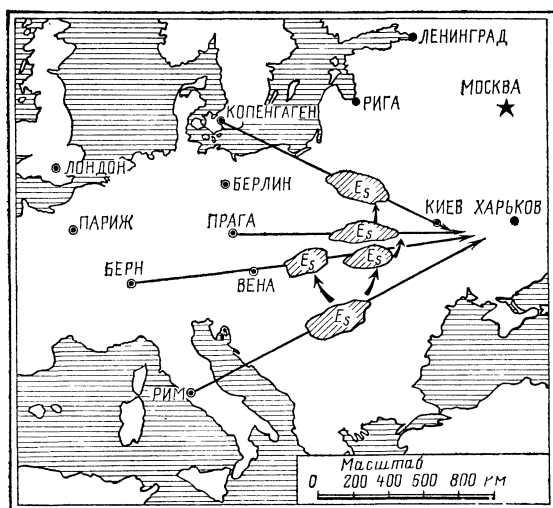 ЛЕНИНГРАД
РИГА
МОСКВА
КОПЕНГАГЕН
ЛОНДОН
БЕРЛИН
Es
ПАРИЖ
ПРАГА
Es
КИЕВ ХАРЬКОВ
БЕРН
ВЕНА
Es
Es
Es
РИМ
Масштаб
0 200 400 600 800 км